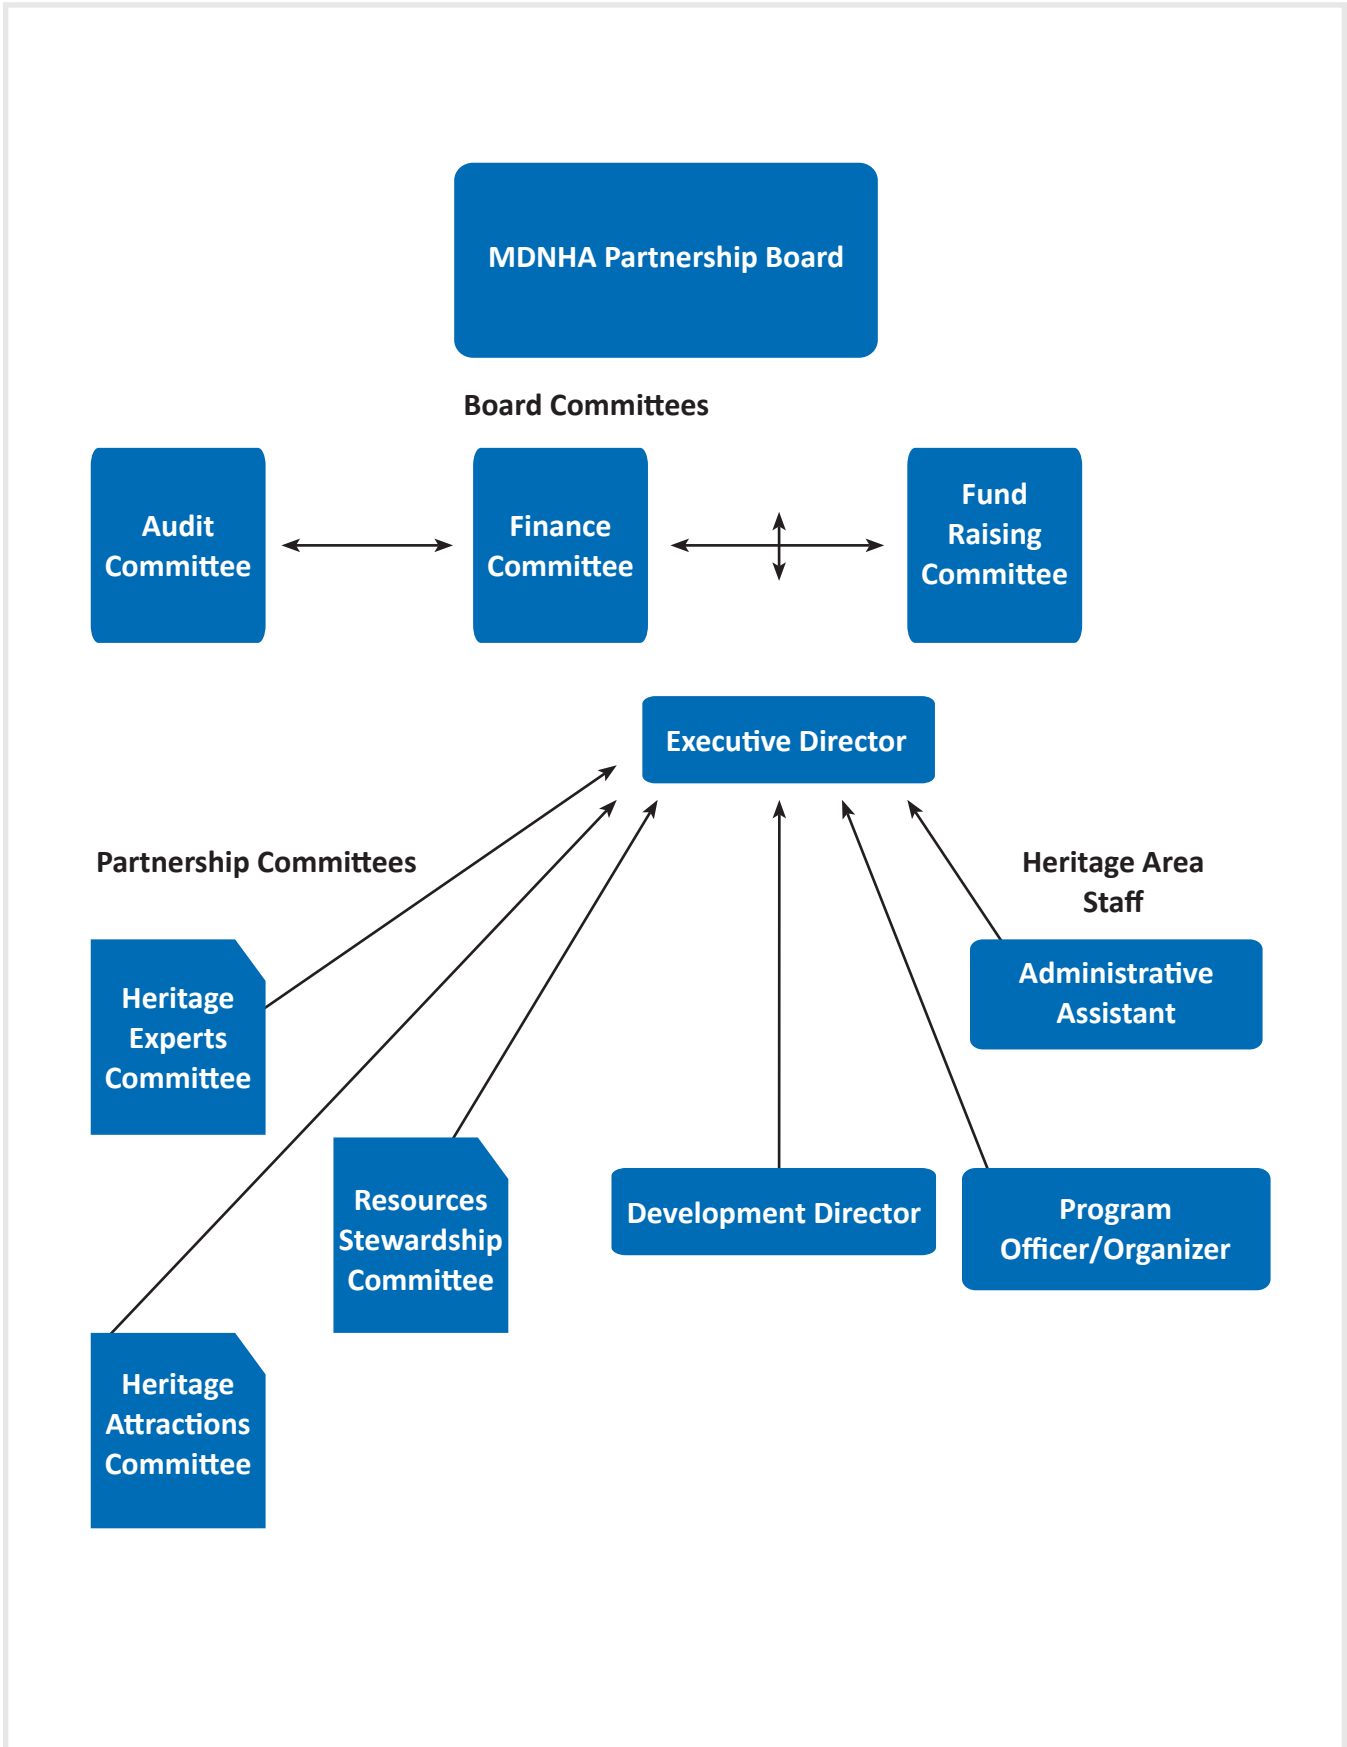 MDNHA Partnership Board
Board Committees
Audit
Committee
Finance
Committee
Fund
Raising
Committee
Executive Director
Partnership Committees
Heritage Area
Staff
Heritage
Experts
Committee
Administrative
Assistant
Resources
Stewardship
Committee
Development Director
Program
Officer/Organizer
Heritage
Attractions
Committee